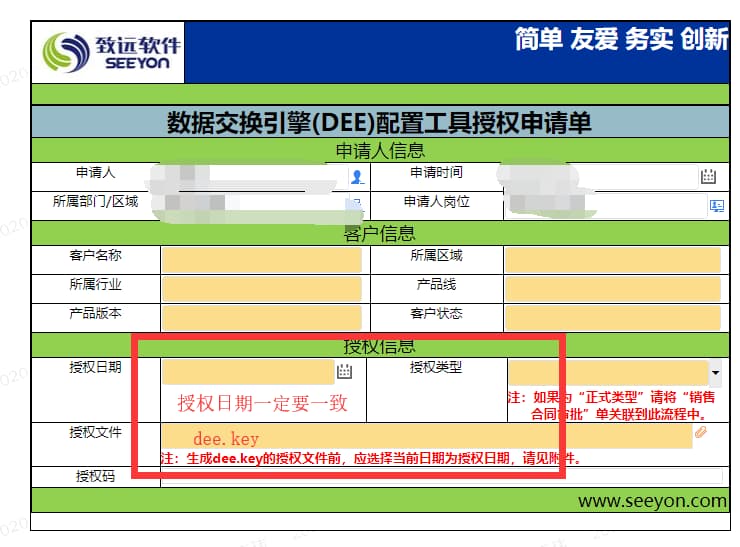 致远软件
SEEYON
简单 友爱 务实 创新
数据交换引擎(DEE)配置工具授权申请单
申请人信息
申请人 申请时间
所属部门/区域 申请人岗位
客户信息
客户名称 所属区域
所属行业 产品线
产品版本 客户状态
授权信息
授权日期 授权类型
授权日期一定要一致
注：如果为“正式类型”请将“销售
合同审批”单关联到此流程中。
授权文件
dee.key
注：生成dee.key的授权文件前，应选择当前日期为授权日期，请见附件。
授权码
www.seeyon.com